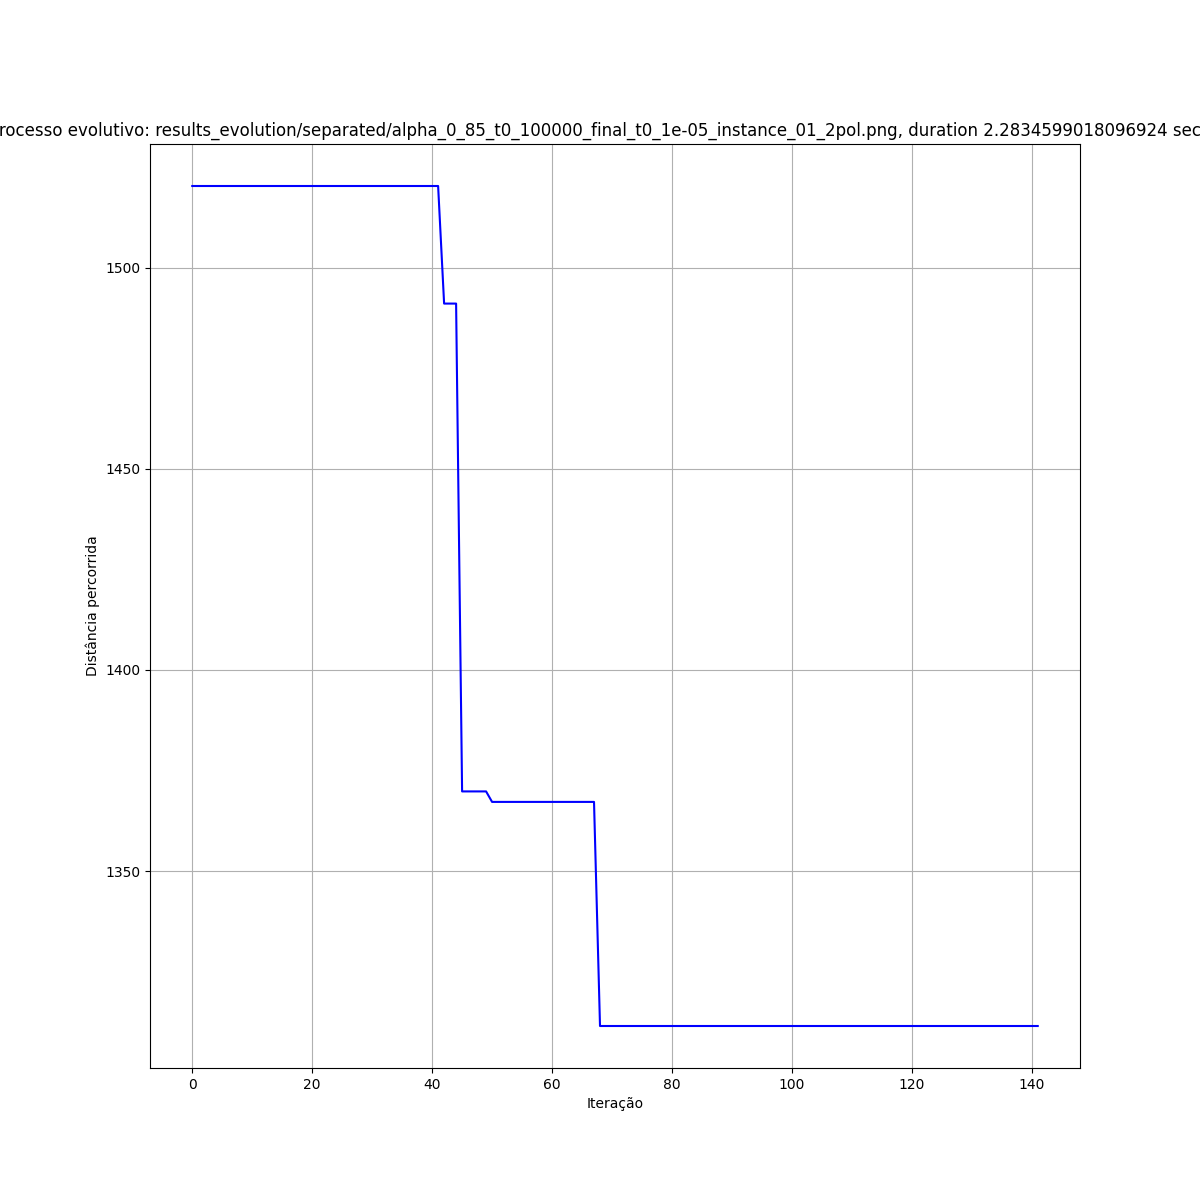 rocesso evolutivo: results_evolution/separated/alpha_0_85_t0_100000_final_t0_1e-05_instance_01_2pol.png, duration 2.2834599018096924 sec
1500
1450
1400
1350
Distância percorrida
0 20 40 60 80 100 120 140
Iteração